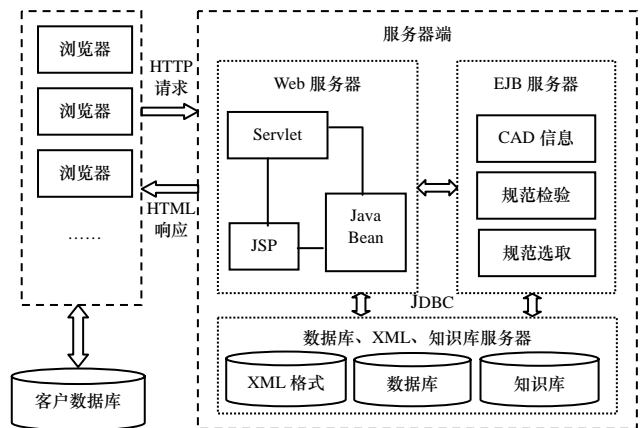 浏览器
浏览器
浏览器
……
HTTP
请求
HTML
响应
客户数据库
服务器端
Web 服务器
Servlet
JSP
Java
Bean
EJB 服务器
CAD 信息
规范检验
规范选取
JDBC
数据库、XML、知识库服务器
XML 格式
数据库
知识库